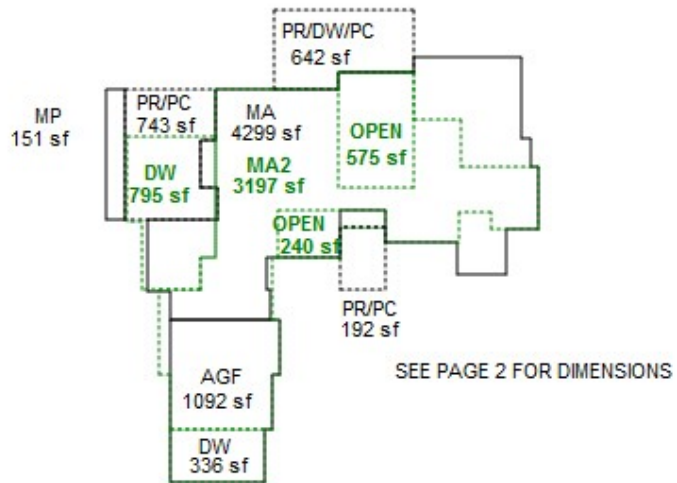 PR/DW/PC
642 sf
MP
151 sf
PR/PC
743 sf
MA
4299 sf
OPEN
575 sf
DW
795 sf
MA2
3197 sf
OPEN
240 sf
PR/PC
192 sf
AGF
1092 sf
SEE PAGE 2 FOR DIMENSIONS
DW
336 sf